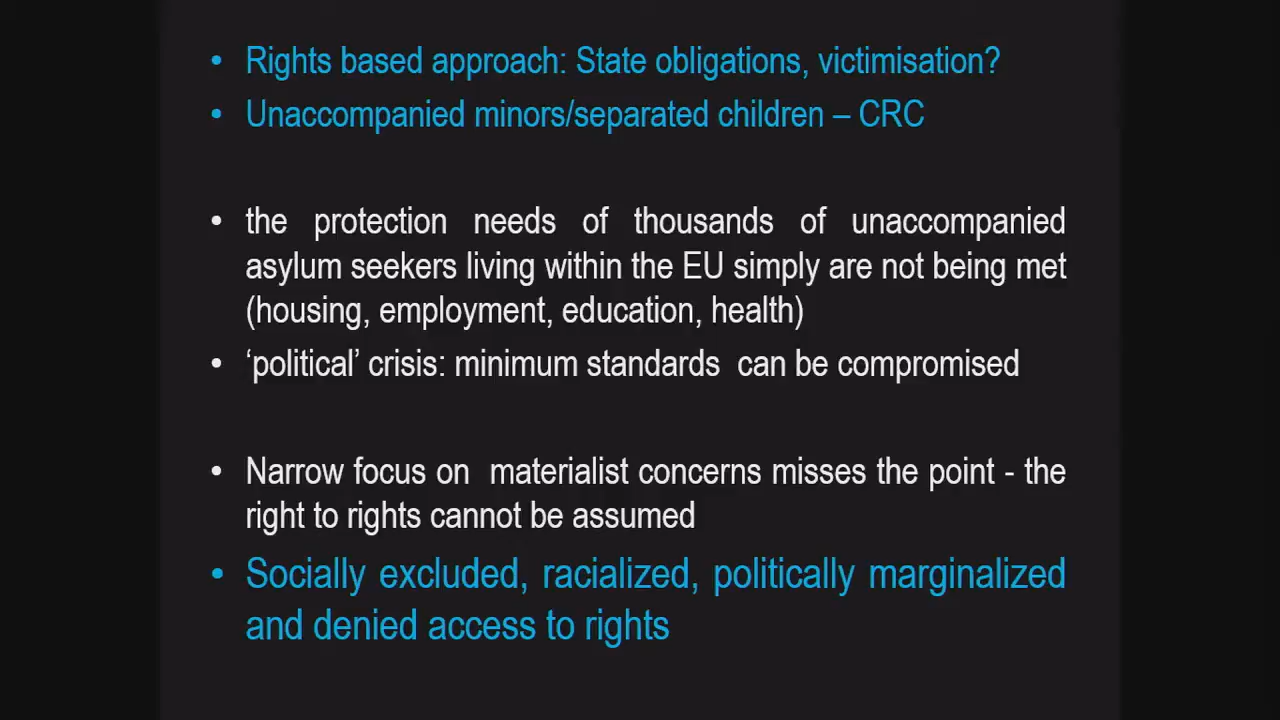 • Rights based approach: State obligations, victimisation?
• Unaccompanied minors/separated children – CRC
• the protection needs of thousands of unaccompanied
asylum seekers living within the EU simply are not being met
(housing, employment, education, health)
• ‘political’ crisis: minimum standards can be compromised
• Narrow focus on materialist concerns misses the point - the
right to rights cannot be assumed
• Socially excluded, racialized, politically marginalized
and denied access to rights